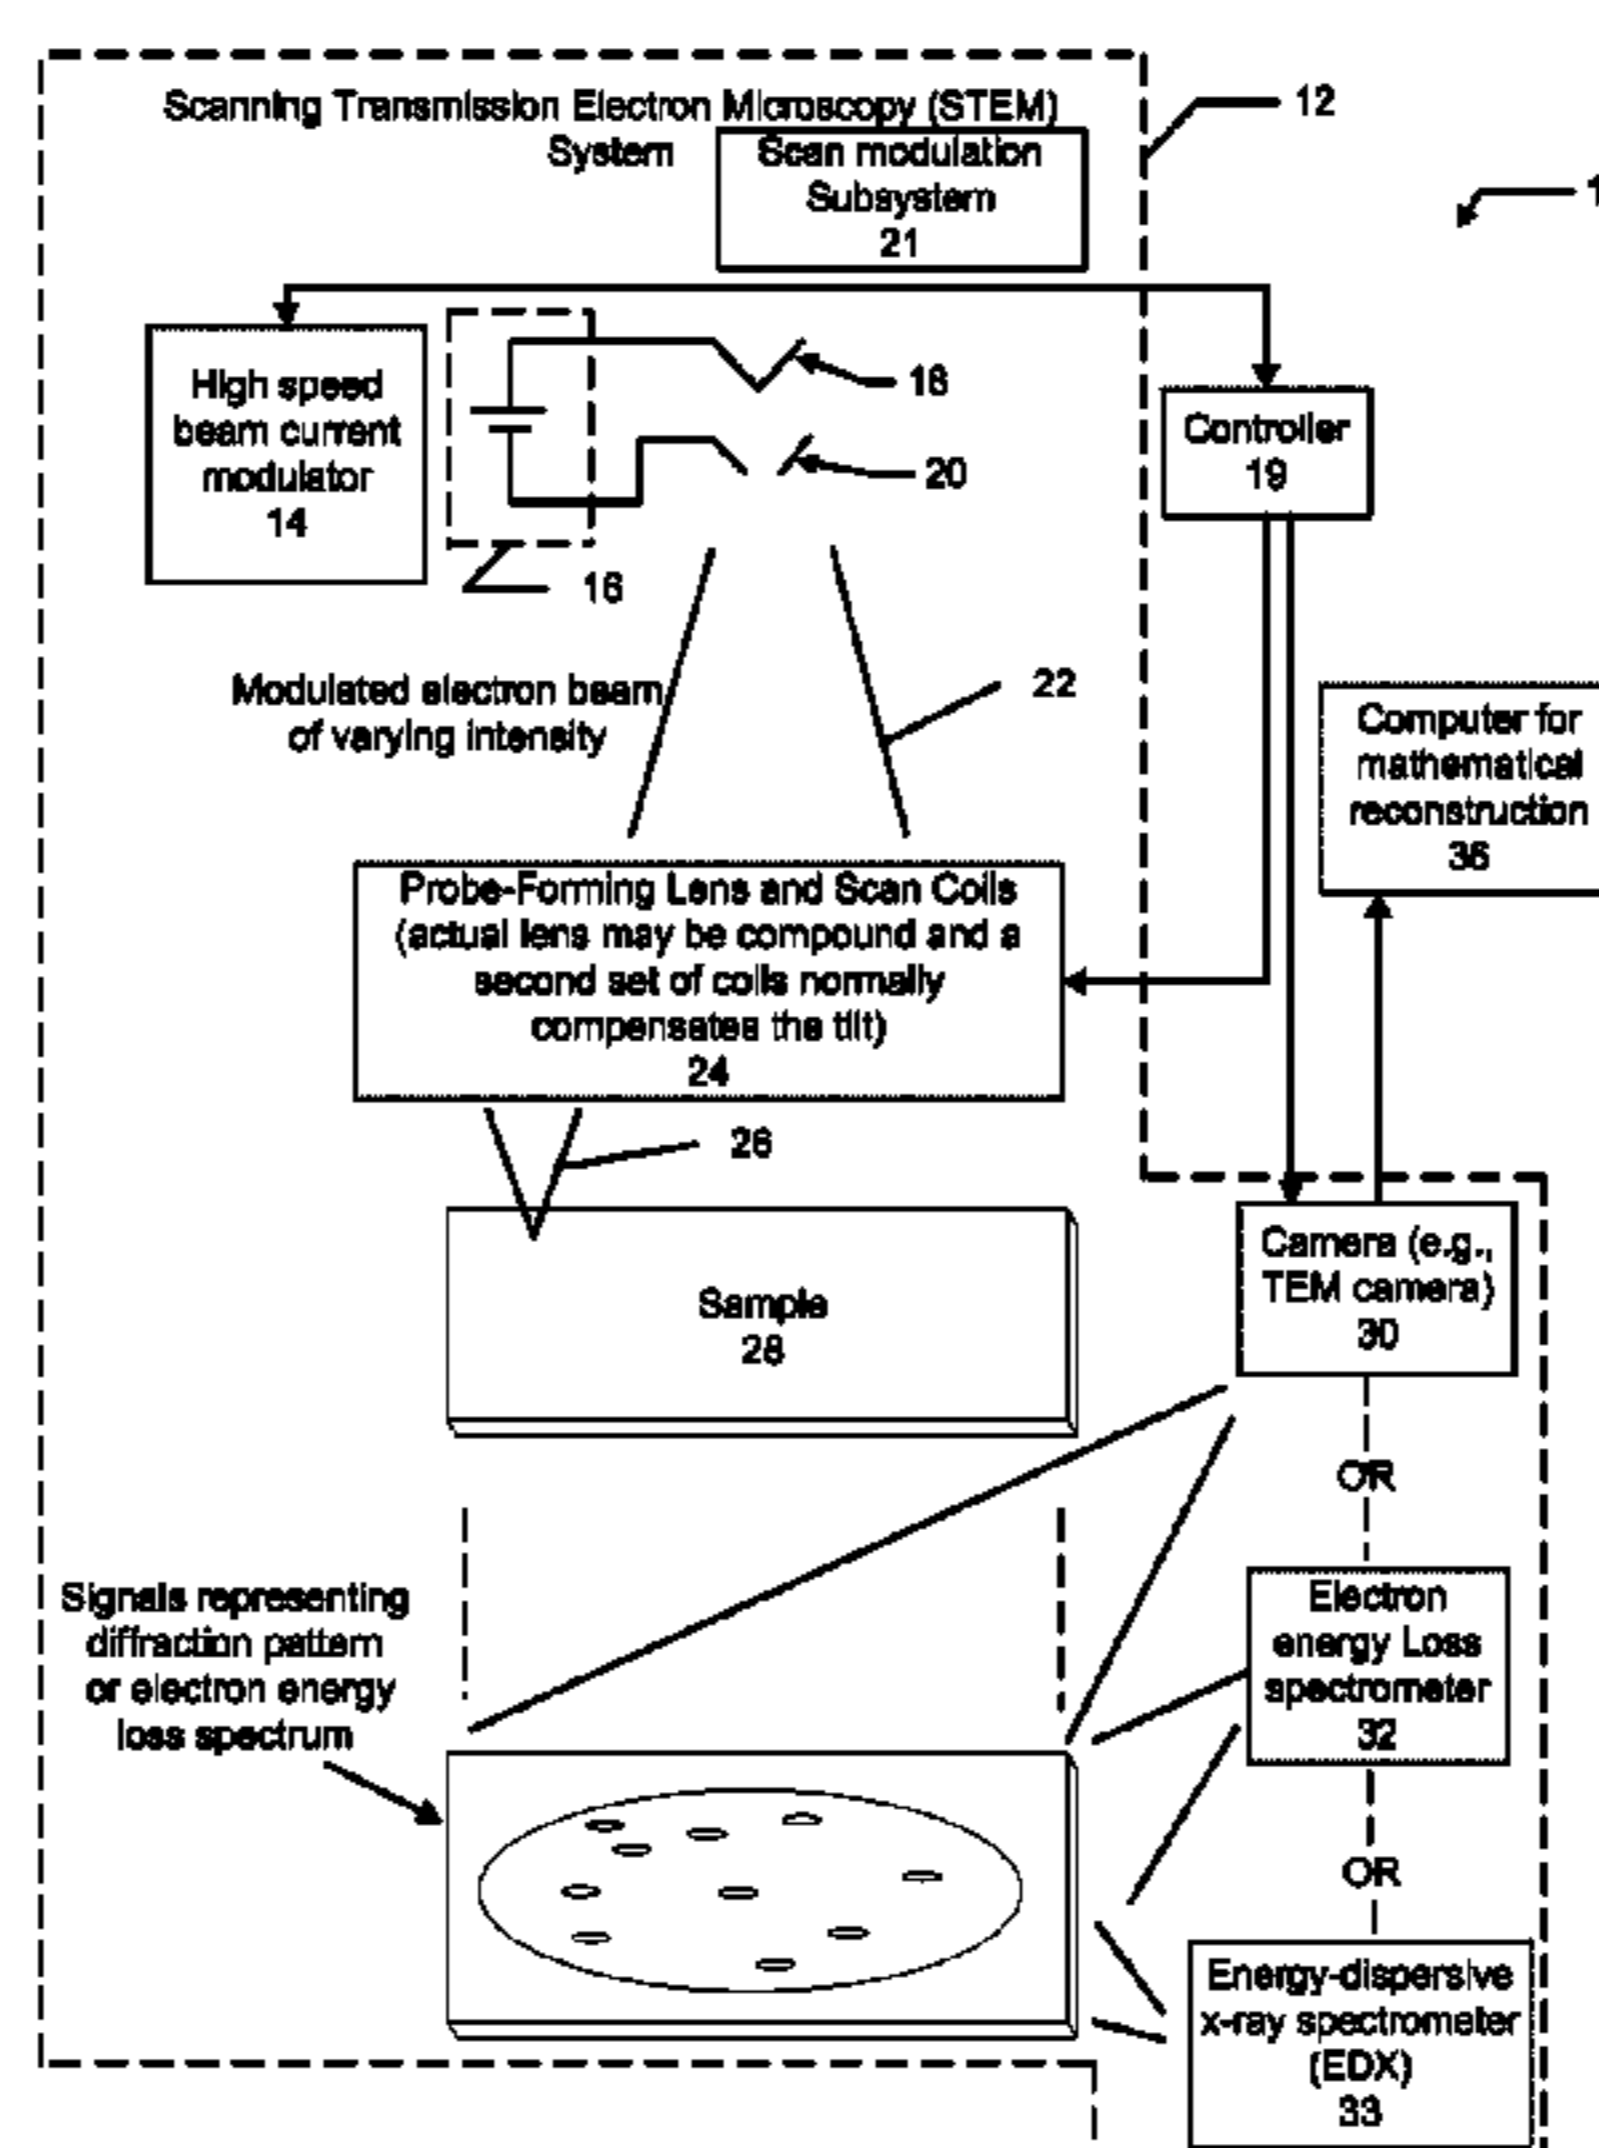 Scanning Transmission Electron Microscopy (STEM)
System
Scan modulation
Subsystem
21
12
High speed
beam current
modulator
14
18
20
16
Controller
19
Modulated electron beam
of varying intensity
22
Computer for
mathematical
reconstruction
36
Probe-Forming Lens and Scan Coils
(actual lens may be compound and a
second set of coils normally
compensates the tilt)
24
26
Sample
28
Camera (e.g.,
TEM camera)
30
OR
Signals representing
diffraction pattern
or electron energy
loss spectrum
Electron
energy Loss
spectrometer
32
OR
Energy-dispersive
x-ray spectrometer
(EDX)
33